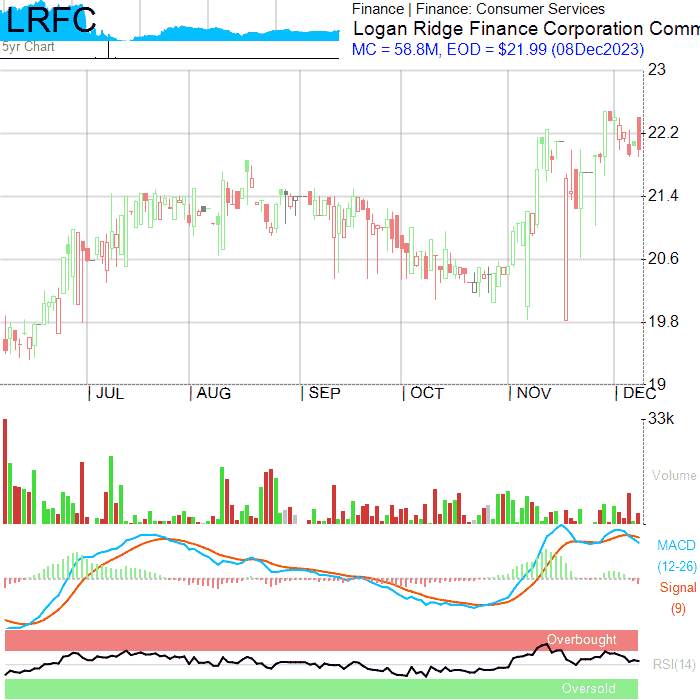 LRFC
5yr Chart
Finance | Finance: Consumer Services
Logan Ridge Finance Corporation Comm
MC = 58.8M, EOD = $21.99 (08Dec2023)
23
22.2
21.4
20.6
19.8
19
JUL AUG SEP OCT NOV DEC
33k
Volume
MACD
(12-26)
Signal
(9)
Overbought
RSI(14)
Oversold